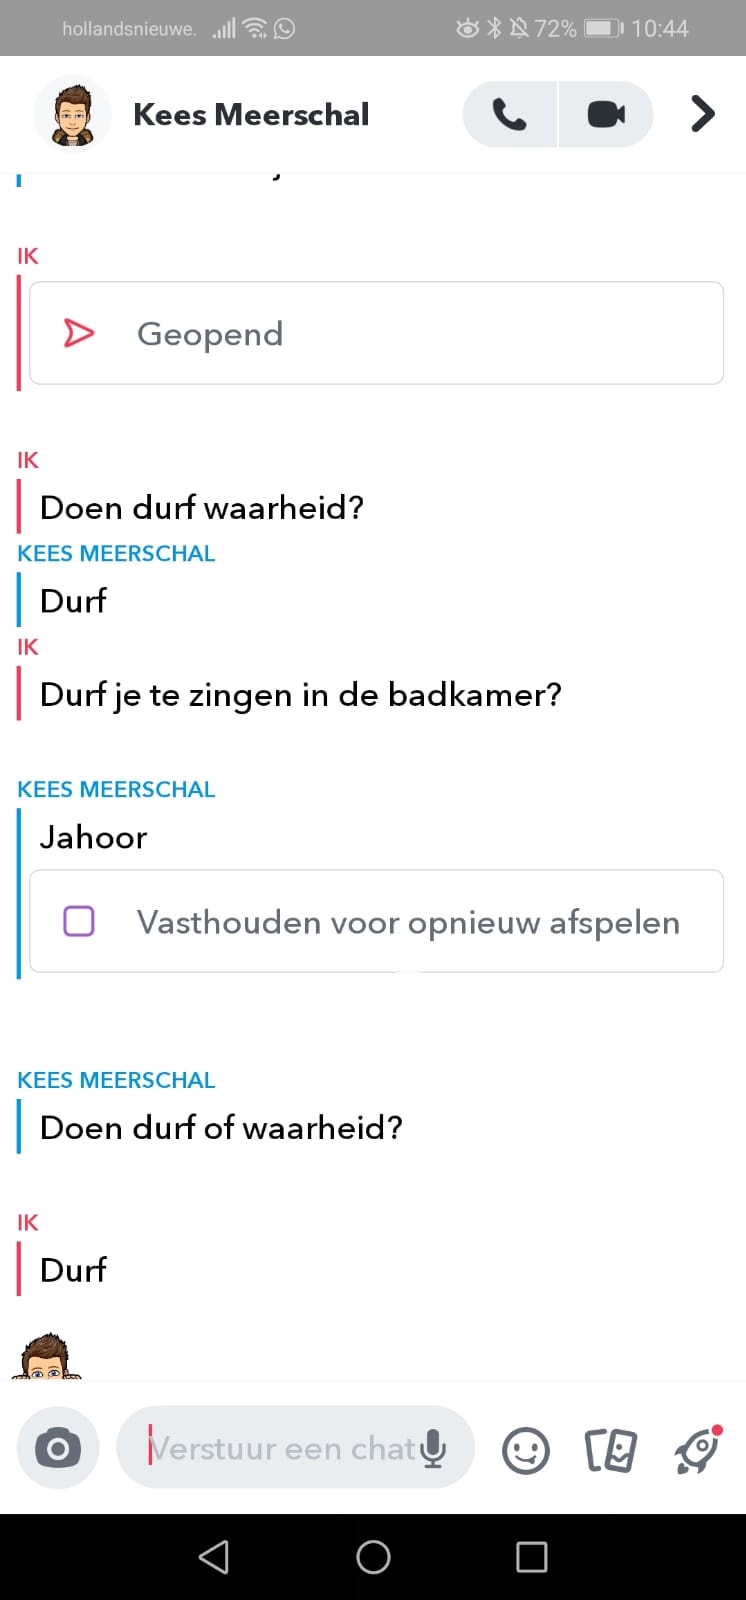 hollandsnieuwe. 72% 10:44
Kees Meerschal
IK
Geopend
IK
Doen durf waarheid?
KEES MEERSCHAL
Durf
IK
Durf je te zingen in de badkamer?
KEES MEERSCHAL
Jahoor
Vasthouden voor opnieuw afspelen
KEES MEERSCHAL
Doen durf of waarheid?
IK
Durf
Verstuur een chat